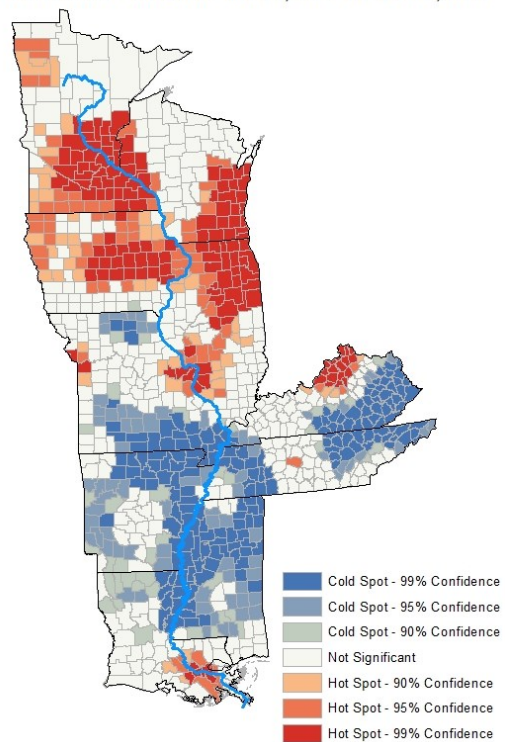 Cold Spot - 99% Confidence
Cold Spot - 95% Confidence
Cold Spot - 90% Confidence
Not Significant
Hot Spot - 90% Confidence
Hot Spot - 95% Confidence
Hot Spot - 99% Confidence